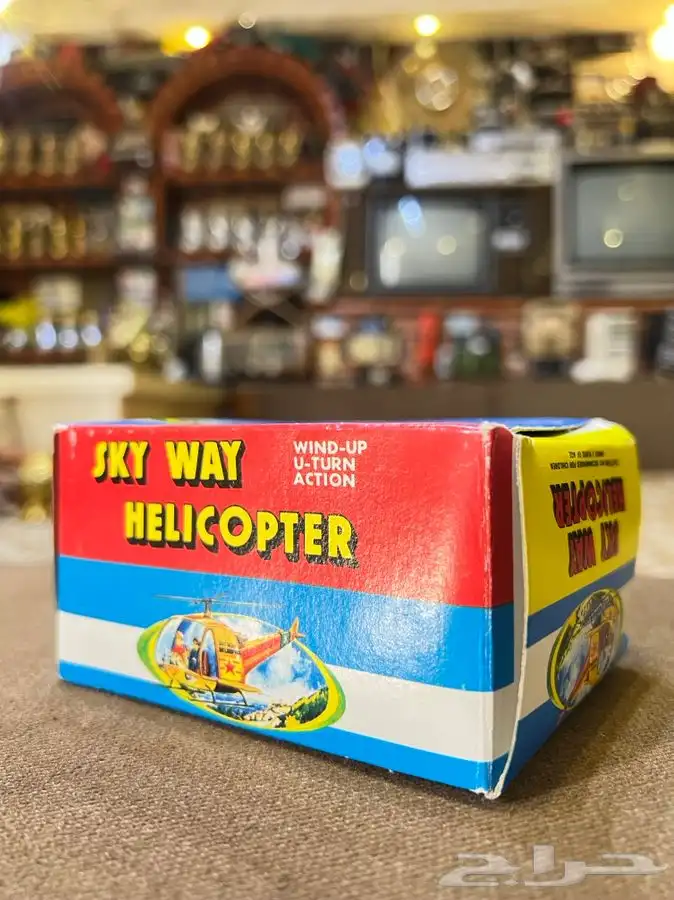 SKY WAY
HELICOPTER
WIND-UP
U-TURN
ACTION
SKY WAY
HELICOPTER
حراج